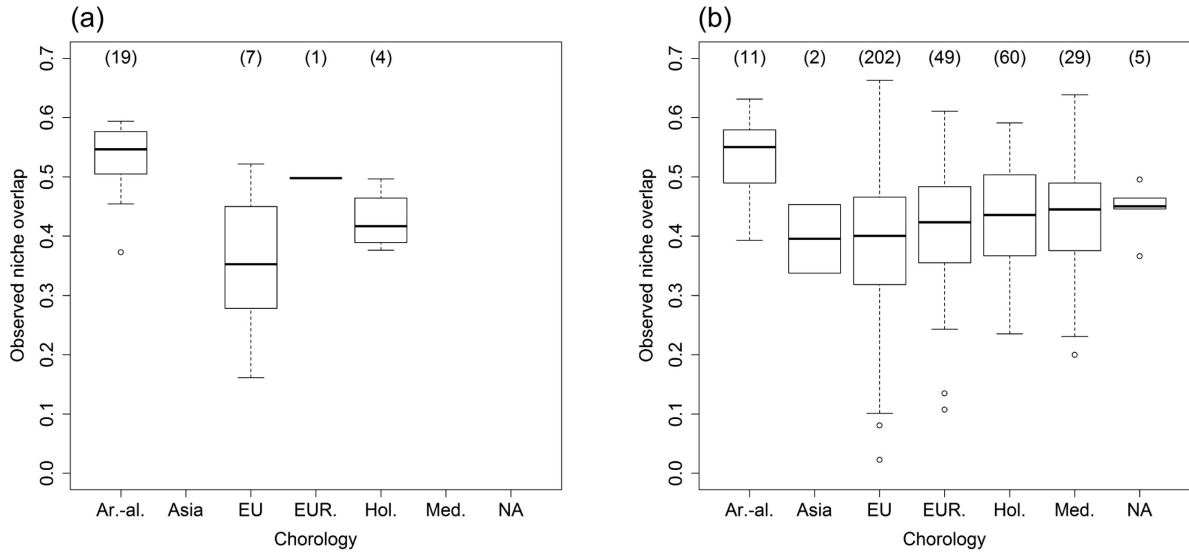 (a)
(19) (7) (1) (4)
0.7
0.6
0.5
0.4
0.3
0.2
0.1
0.0
Observed niche overlap
Ar.-al. Asia EU EUR. Hol. Med. NA
Chorology
(b)
(11) (2) (202) (49) (60) (29) (5)
0.7
0.6
0.5
0.4
0.3
0.2
0.1
0.0
Observed niche overlap
Ar.-al. Asia EU EUR. Hol. Med. NA
Chorology